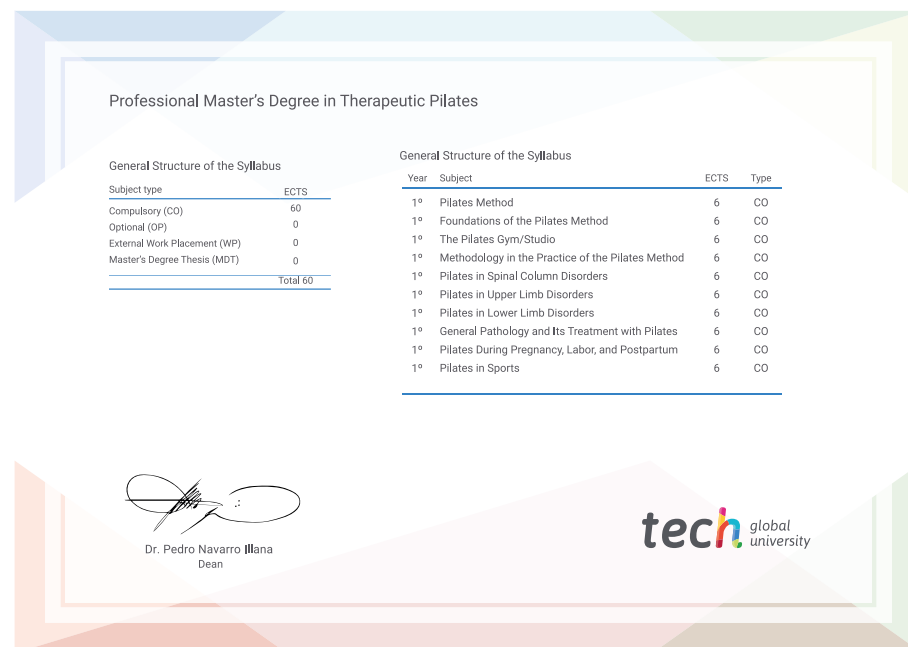 Professional Master's Degree in Therapeutic Pilates
General Structure of the Syllabus
Subject type ECTS
Compulsory (CO) 60
Optional (OP) 0
External Work Placement (WP) 0
Master's Degree Thesis (MDT) 0
Total 60
General Structure of the Syllabus
Year Subject ECTS Type
1º Pilates Method 6 CO
1º Foundations of the Pilates Method 6 CO
1º The Pilates Gym/Studio 6 CO
1º Methodology in the Practice of the Pilates Method 6 CO
1º Pilates in Spinal Column Disorders 6 CO
1º Pilates in Upper Limb Disorders 6 CO
1º Pilates in Lower Limb Disorders 6 CO
1º General Pathology and Its Treatment with Pilates 6 CO
1º Pilates During Pregnancy, Labor, and Postpartum 6 CO
1º Pilates in Sports 6 CO
Dr. Pedro Navarro Illana
Dean
tech global
university